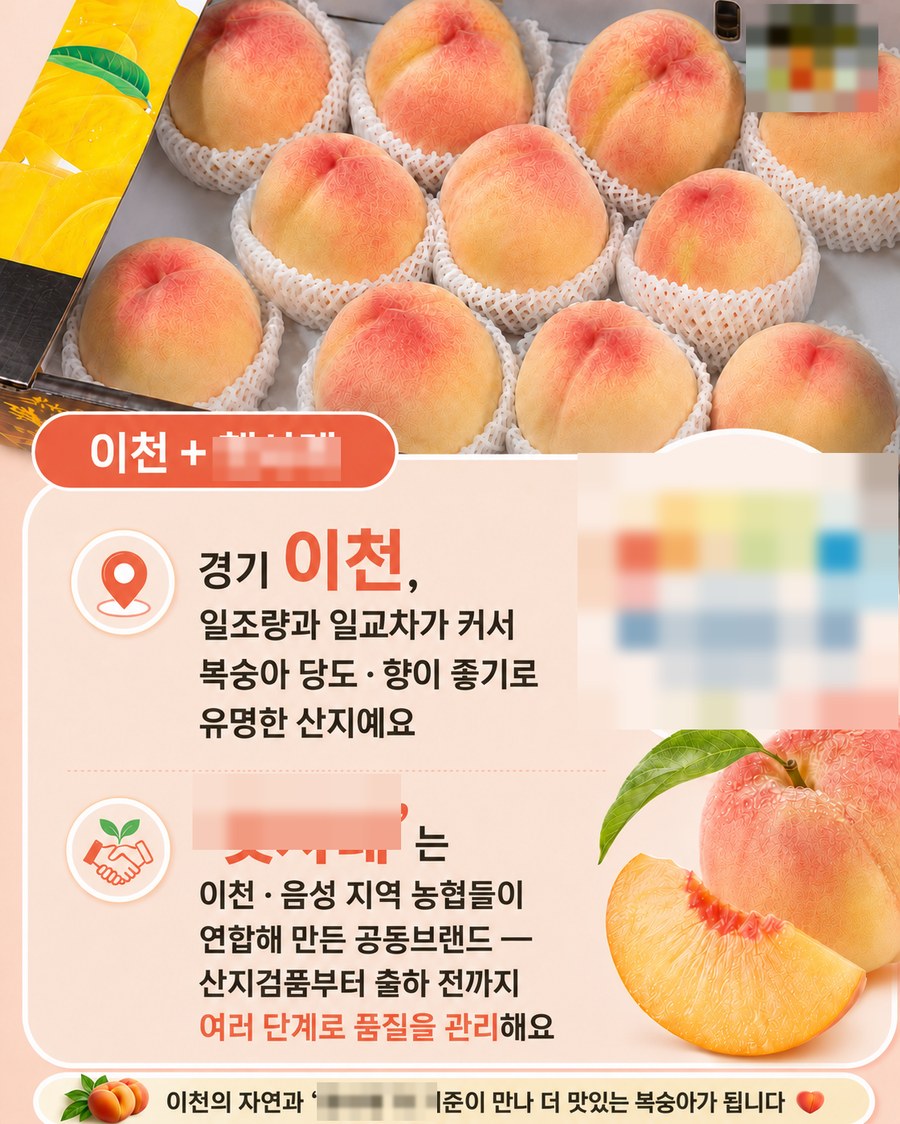 이천 +
경기 이천,
일조량과 일교차가 커서
복숭아 당도 · 향이 좋기로
유명한 산지예요
’는
이천 · 음성 지역 농협들이
연합해 만든 공동브랜드 —
산지검품부터 출하 전까지
여러 단계로 품질을 관리해요
이천의 자연과 ‘ 준이 만나 더 맛있는 복숭아가 됩니다